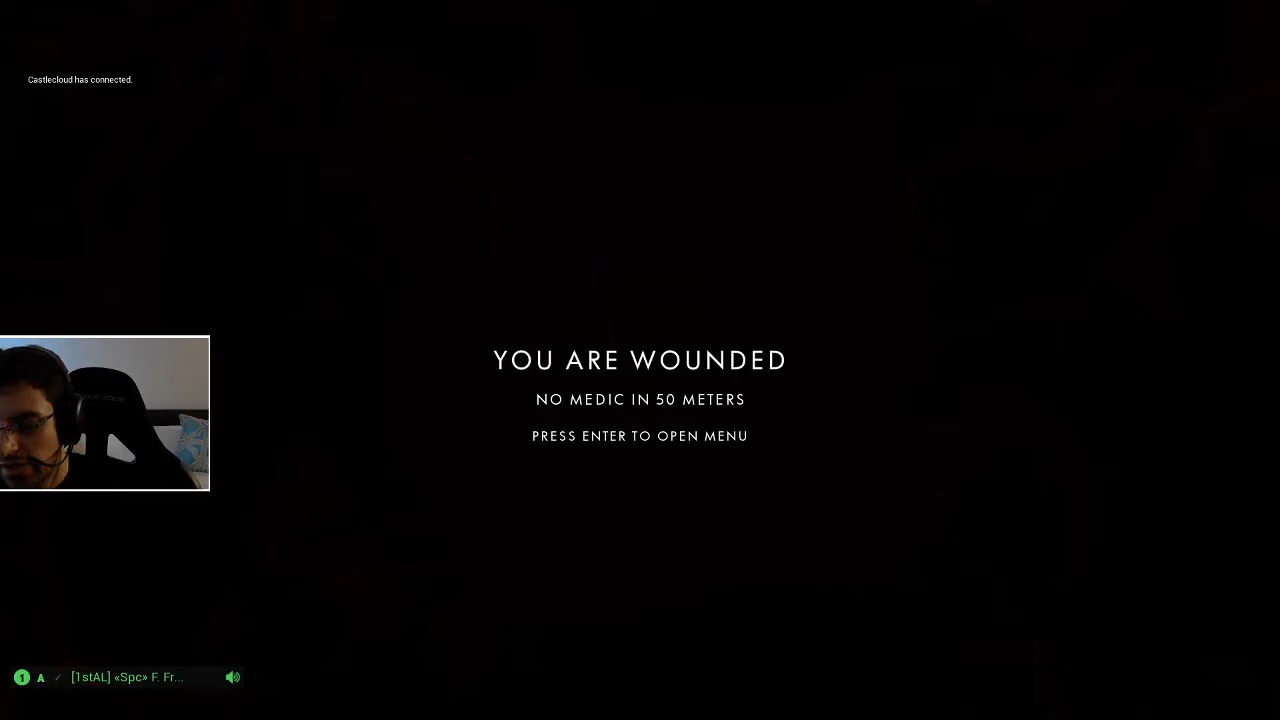 Castlecloud has connected.
YOU ARE WOUNDED
NO MEDIC IN 50 METERS
PRESS ENTER TO OPEN MENU
1 A [1stAL] «Spc» F. Fr...